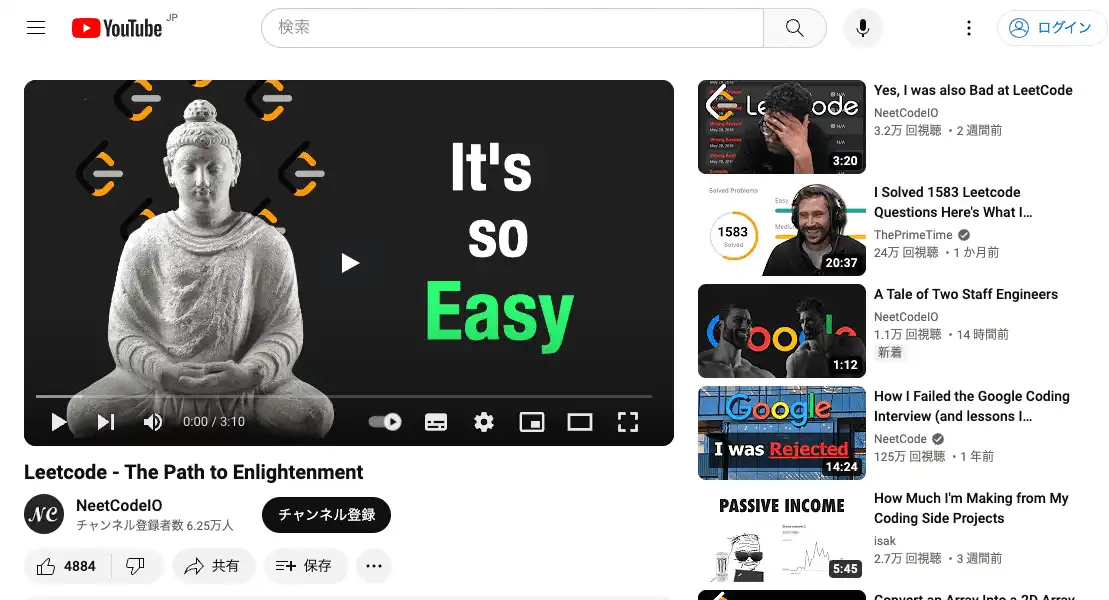 YouTube JP
検索
ログイン
It's
so
Easy
0:00 / 3:10
Leetcode - The Path to Enlightenment
NC
NeetCodeIO
チャンネル登録者数 6.25万人
チャンネル登録
4884
共有
保存
LeetCode
3:20
Yes, I was also Bad at LeetCode
NeetCodeIO
3.2万 回視聴 ・2 週間前
Solved Problems
1583
Solved
Easy
20:37
I Solved 1583 Leetcode
Questions Here's What I...
ThePrimeTime
24万 回視聴 ・1 か月前
Google
1:12
A Tale of Two Staff Engineers
NeetCodeIO
1.1万 回視聴 ・14 時間前
新着
Google
I was Rejected
14:24
How I Failed the Google Coding
Interview (and lessons I...
NeetCode
125万 回視聴 ・1 年前
PASSIVE INCOME
5:45
How Much I'm Making from My
Coding Side Projects
isak
2.7万 回視聴 ・3 週間前
Convert an Array Into a 2D Array